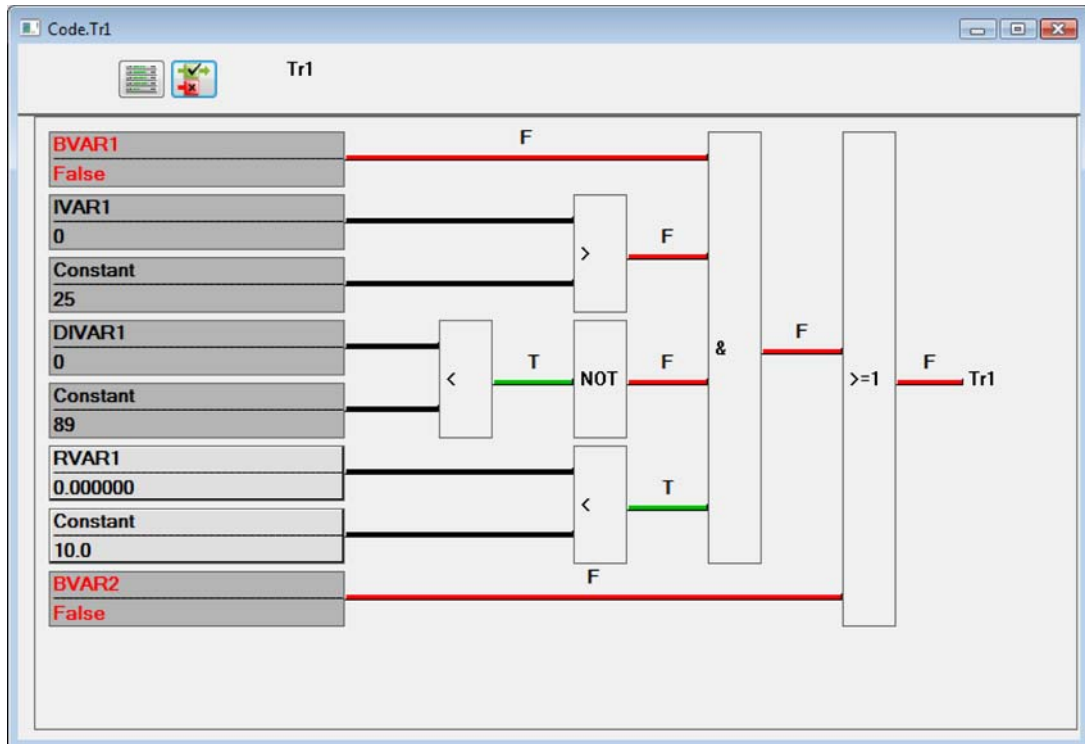 Code.Tr1
Tr1
BVAR1
False
F
IVAR1
0
Constant
25
>
F
DIVAR1
0
Constant
89
<
T
NOT
F
RVAR1
0.000000
Constant
10.0
<
T
&
F
BVAR2
False
F
>=1
F
Tr1